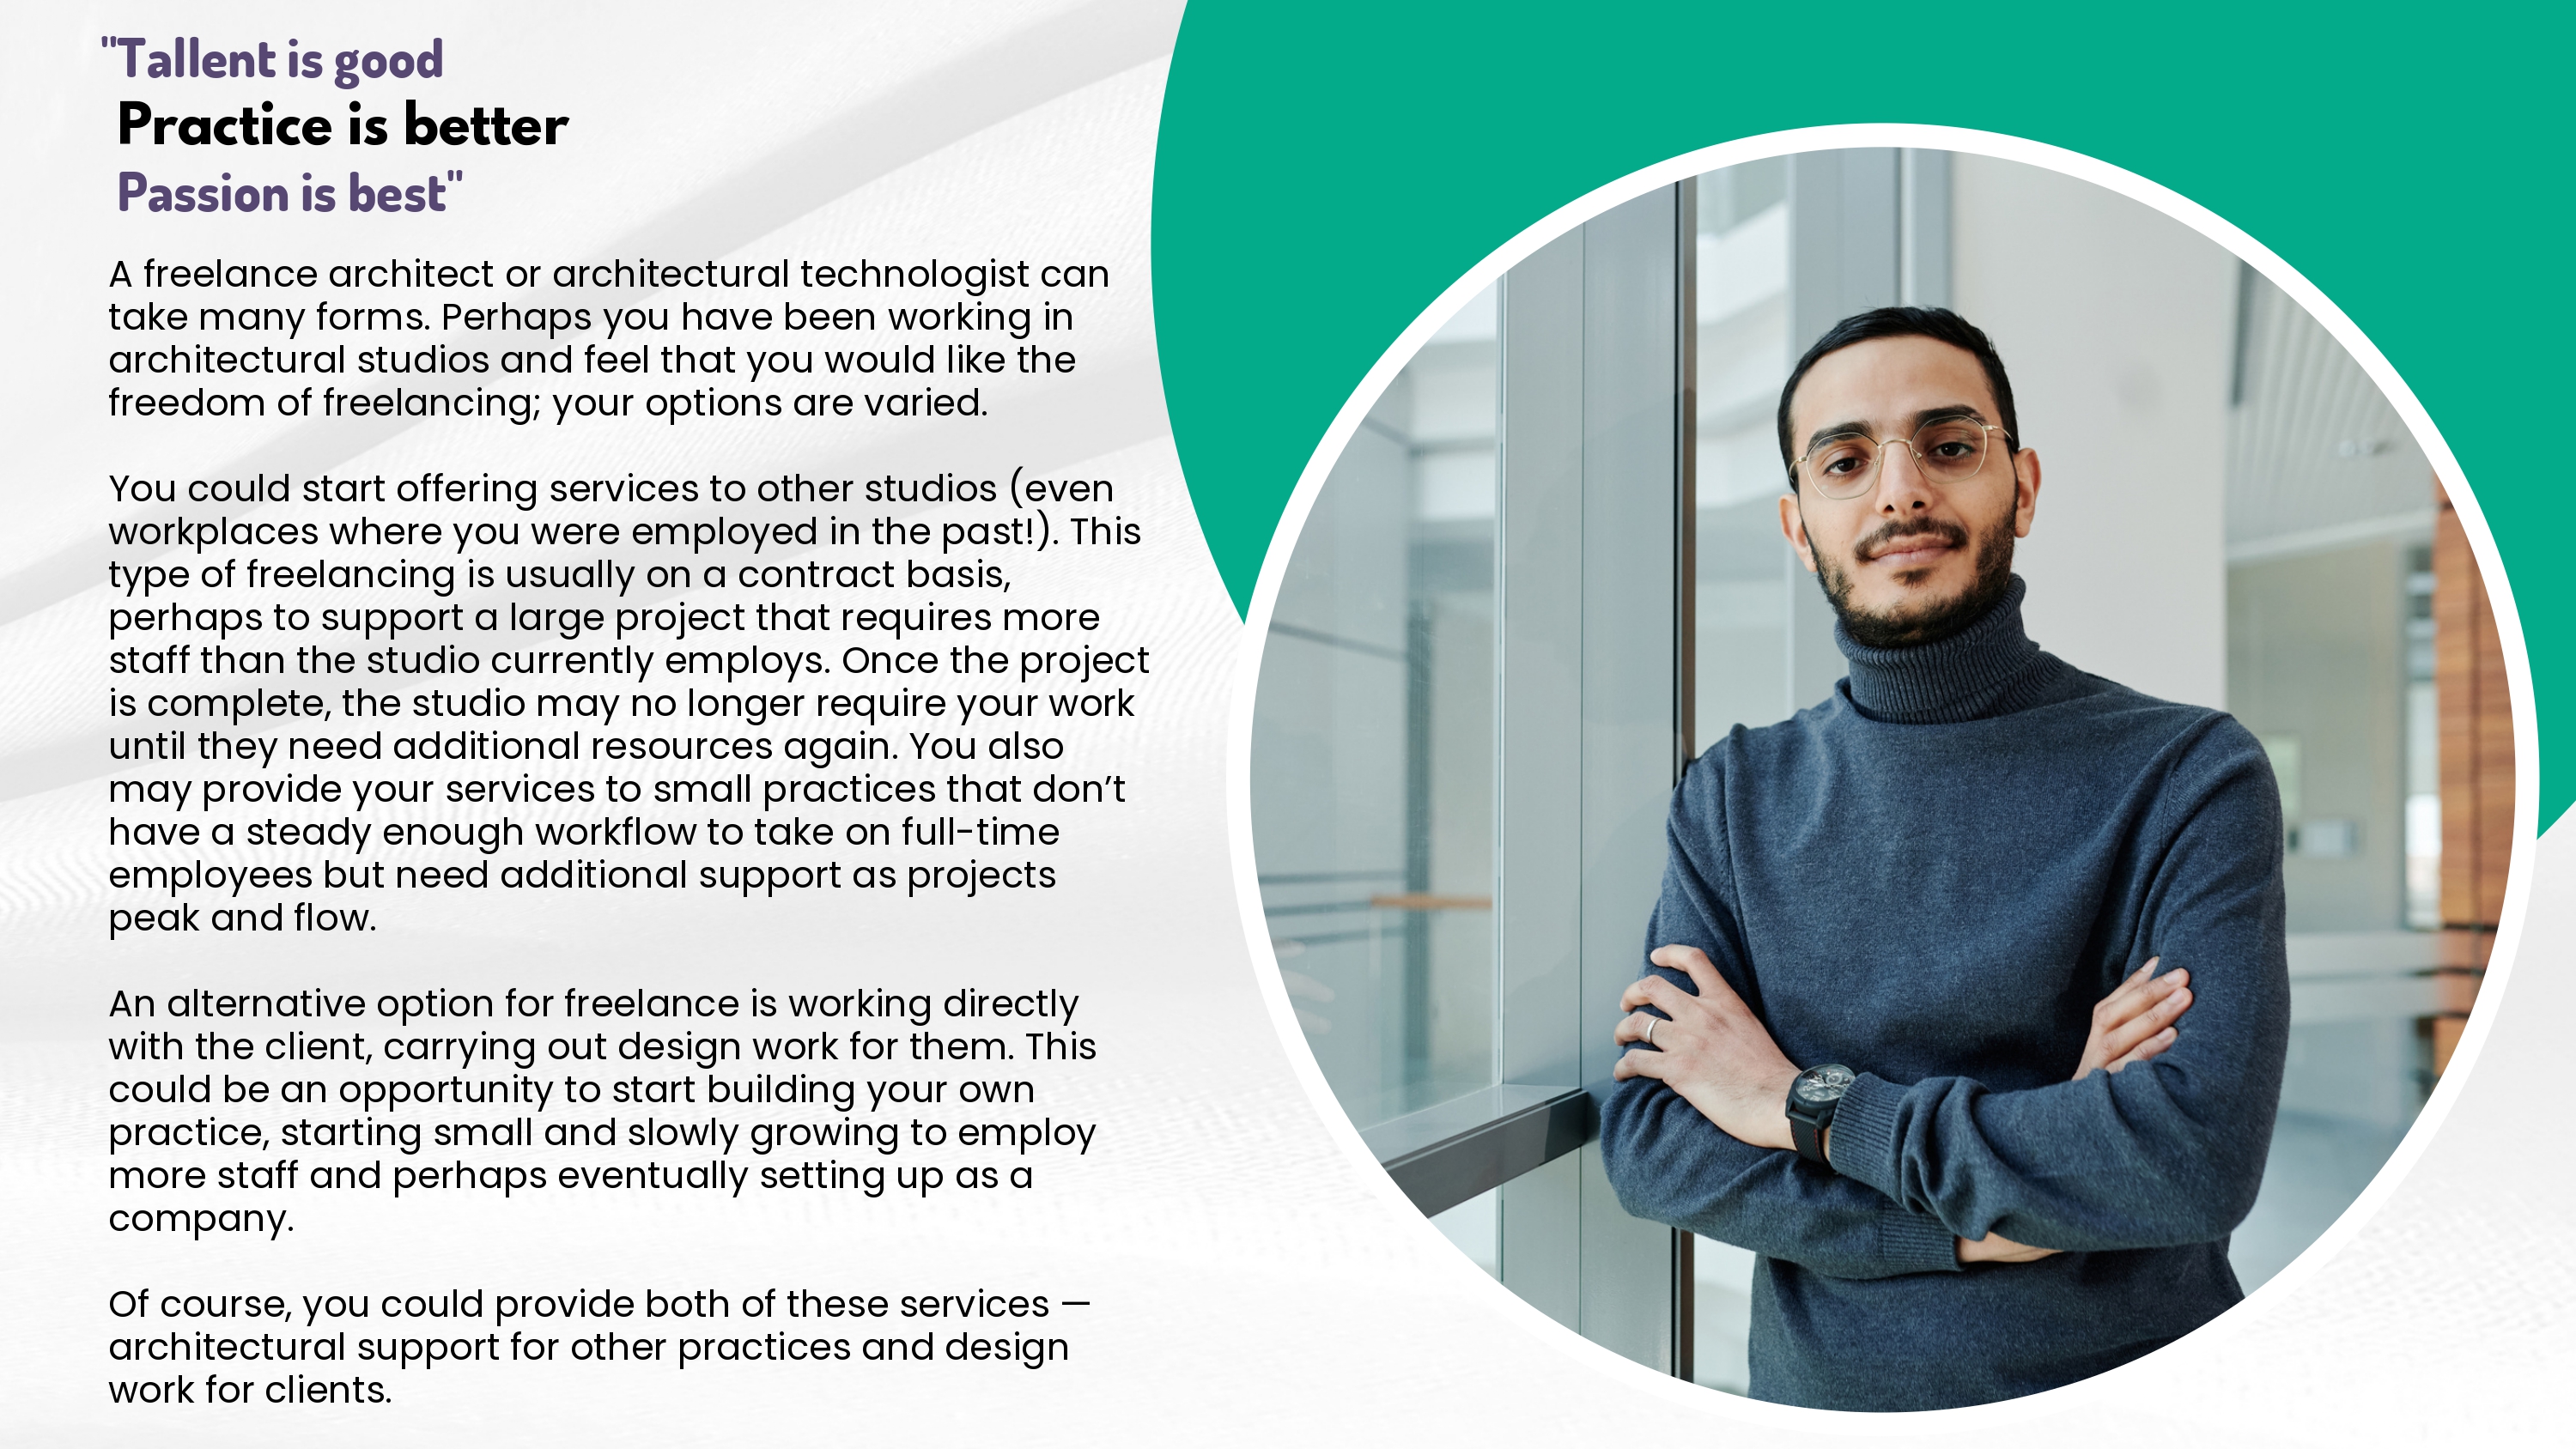 "Tallent is good
Practice is better
Passion is best"
A freelance architect or architectural technologist can
take many forms. Perhaps you have been working in
architectural studios and feel that you would like the
freedom of freelancing; your options are varied.
You could start offering services to other studios (even
workplaces where you were employed in the past!). This
type of freelancing is usually on a contract basis,
perhaps to support a large project that requires more
staff than the studio currently employs. Once the project
is complete, the studio may no longer require your work
until they need additional resources again. You also
may provide your services to small practices that don’t
have a steady enough workflow to take on full-time
employees but need additional support as projects
peak and flow.
An alternative option for freelance is working directly
with the client, carrying out design work for them. This
could be an opportunity to start building your own
practice, starting small and slowly growing to employ
more staff and perhaps eventually setting up as a
company.
Of course, you could provide both of these services —
architectural support for other practices and design
work for clients.